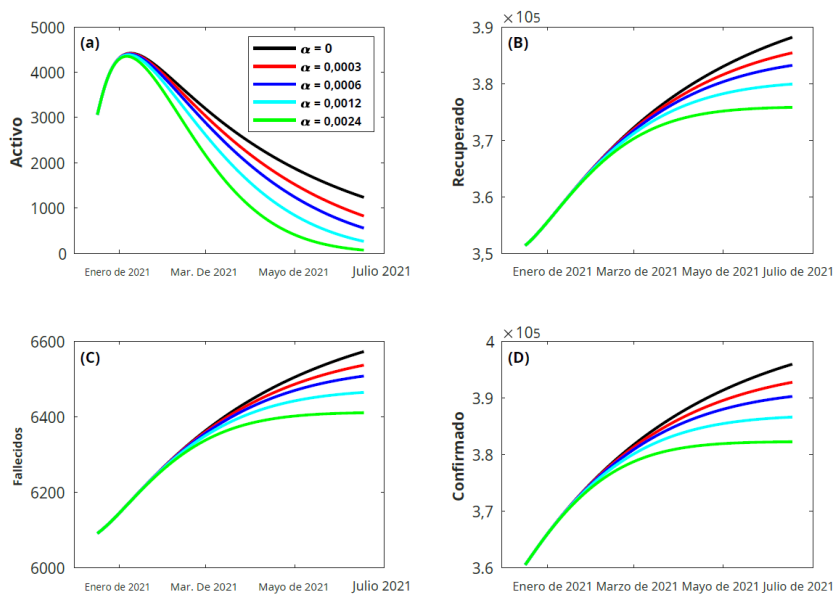 (a)
5000
4000
3000
2000
1000
0
Activo
α = 0
α = 0,0003
α = 0,0006
α = 0,0012
α = 0,0024
Enero de 2021 Mar. De 2021 Mayo de 2021 Julio 2021
×10⁵
(B)
3,9
3,8
3,7
3,6
3,5
Recuperado
Enero de 2021 Marzo de 2021 Mayo de 2021 Julio de 2021
(C)
6600
6400
6200
6000
Fallecidos
Enero de 2021 Mar. De 2021 Mayo de 2021 Julio 2021
×10⁵
(D)
4
3,9
3,8
3,7
3.6
Confirmado
Enero de 2021 Marzo de 2021 Mayo de 2021 Julio de 2021